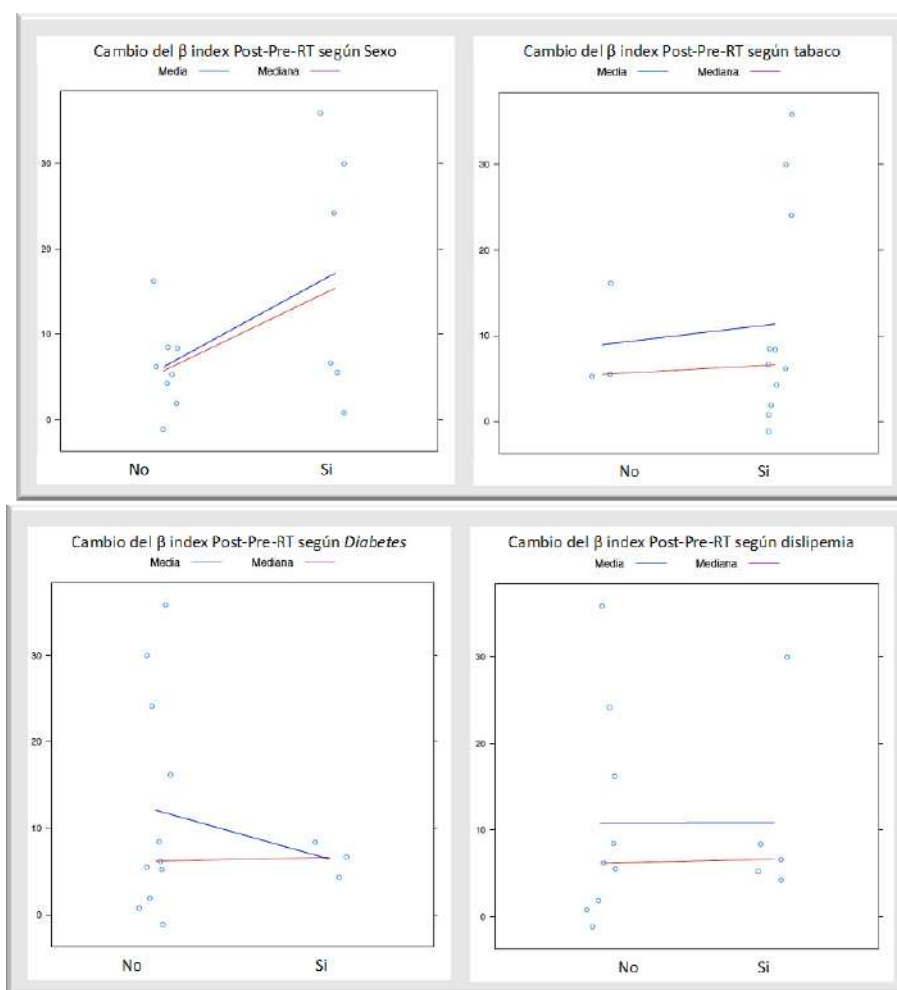 Cambio del β index Post-Pre-RT según Sexo
Media Mediana
30
20
10
0
No Si
Cambio del β index Post-Pre-RT según tabaco
Media Mediana
30
20
10
0
No Si
Cambio del β index Post-Pre-RT según Diabetes
Media Mediana
30
20
10
0
No Si
Cambio del β index Post-Pre-RT según dislipemia
Media Mediana
30
20
10
0
No Si